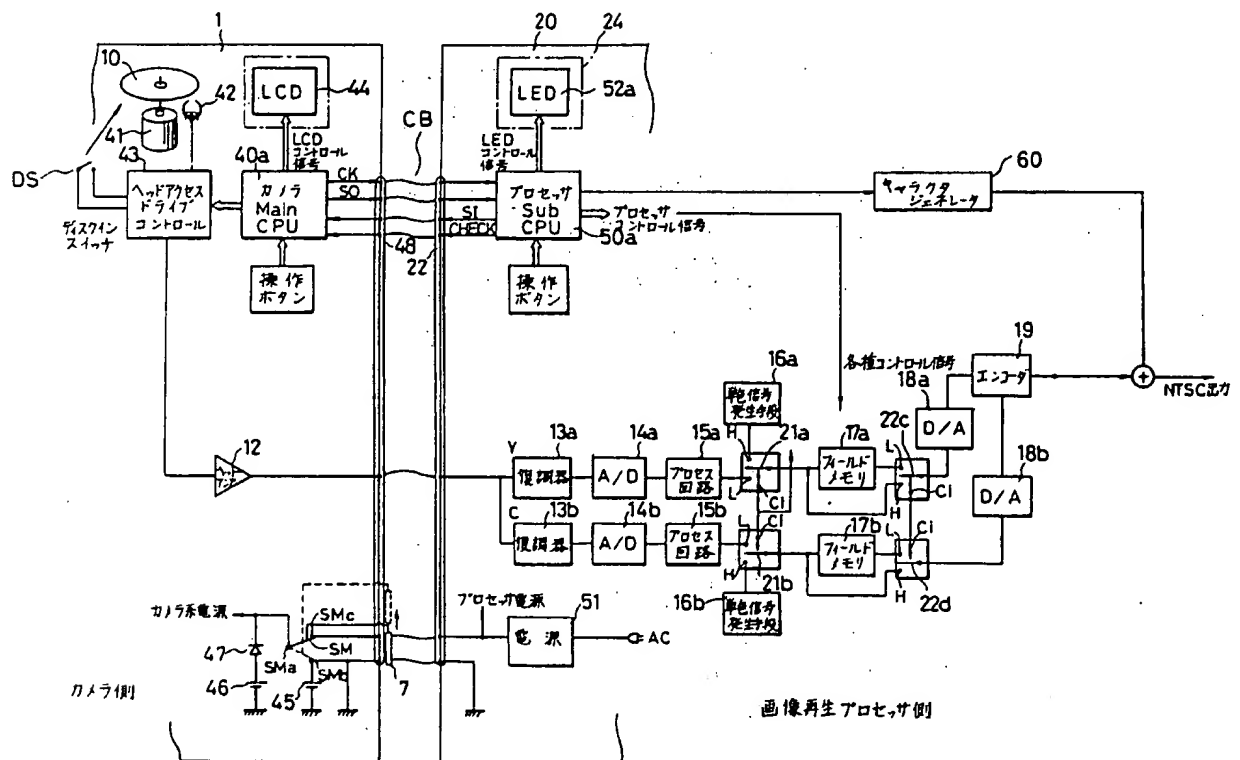 1
20
24
10
42
LCD
44
LED
52a
41
43
LCD
コントロール
信号
CB
LED
コントロール
信号
60
DS
40a
CK
SO
SI
CHECK
ヘッドアクセス
ドライブ
コントロール
カメラ
Main
CPU
プロセッサ
Sub
CPU
プロセッサ
コントロール信号
キャラクタ
ジェネレータ
ディスクイン
スイッチ
48
22
50a
操作
ボタン
操作
ボタン
16a
各種コントロール信号
19
単色信号
発生手段
18a
エンコーダ
NTSC出力
12
ヘッド
アンプ
Y
13a
14a
15a
H
21a
17a
22c
D/A
18b
復調器
A/D
プロセス
回路
L
Ci
フィールド
メモリ
L
H
Ci
D/A
C
13b
14b
15b
L
Ci
17b
L
Ci
復調器
A/D
プロセス
回路
H
21b
フィールド
メモリ
H
22d
16b
単色信号
発生手段
カメラ系電源
SMc
プロセッサ電源
51
47
SM
電源
AC
SMa
SMb
46
45
7
カメラ側
画像再生プロセッサ側